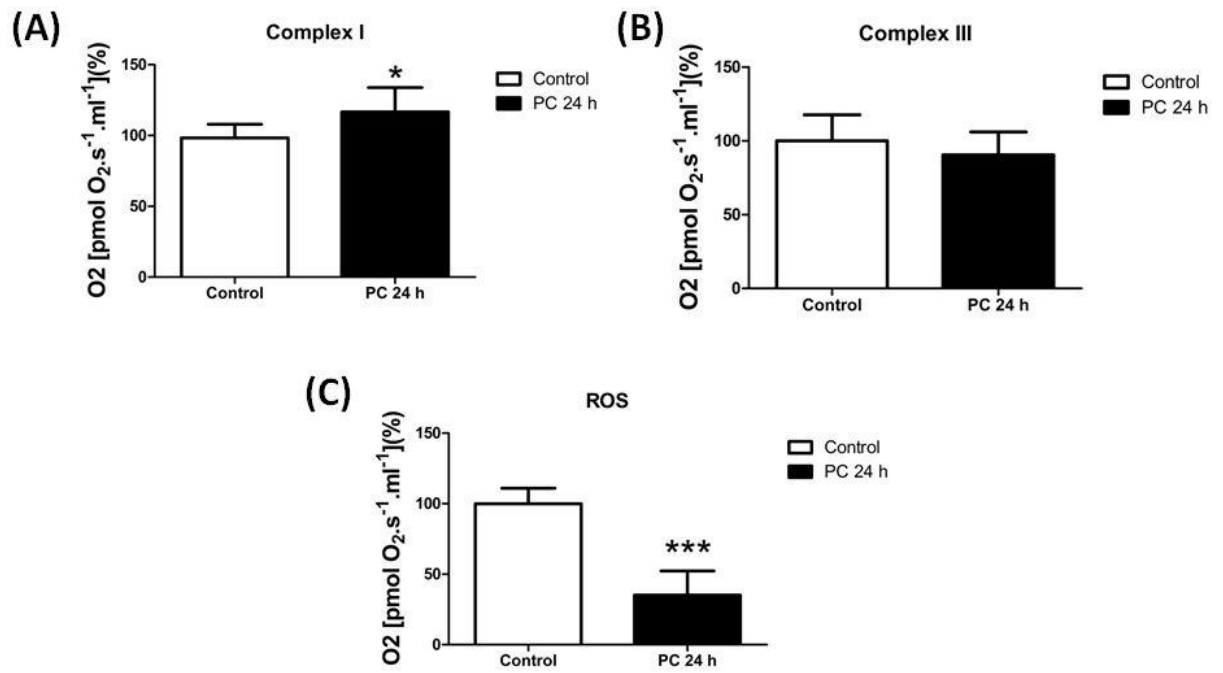 (A)
Complex I
O2 [pmol O₂.s⁻¹.ml⁻¹](%)
150
100
50
0
*
Control
PC 24 h
Control
PC 24 h
(B)
Complex III
O2 [pmol O₂.s⁻¹.ml⁻¹](%)
150
100
50
0
Control
PC 24 h
Control
PC 24 h
(C)
ROS
O2 [pmol O₂.s⁻¹.ml⁻¹](%)
150
100
50
0
***
Control
PC 24 h
Control
PC 24 h